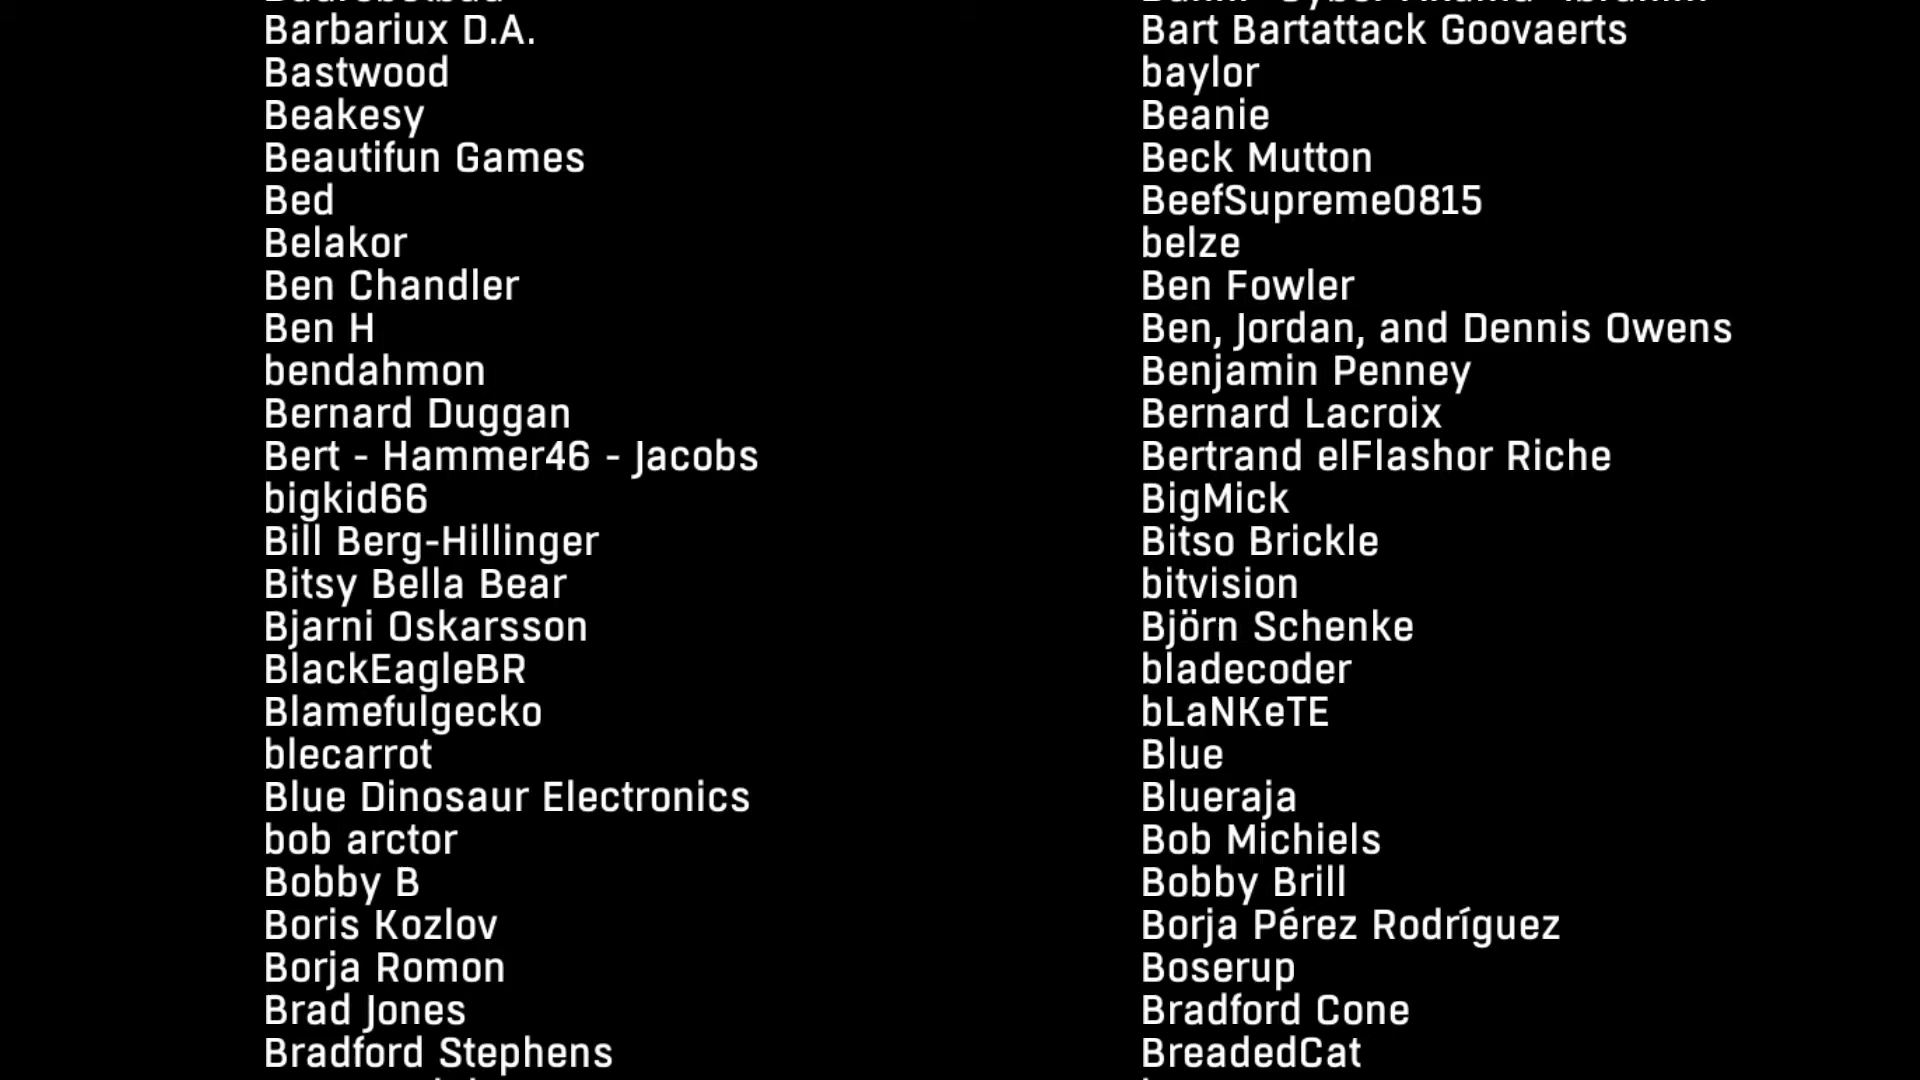 Barbariux D.A.
Bart Bartattack Goovaerts
Bastwood
baylor
Beakesy
Beanie
Beautifun Games
Beck Mutton
Bed
BeefSupreme0815
Belakor
belze
Ben Chandler
Ben Fowler
Ben H
Ben, Jordan, and Dennis Owens
bendahmon
Benjamin Penney
Bernard Duggan
Bernard Lacroix
Bert - Hammer46 - Jacobs
Bertrand elFlashor Riche
bigkid66
BigMick
Bill Berg-Hillinger
Bitso Brickle
Bitsy Bella Bear
bitvision
Bjarni Oskarsson
Björn Schenke
BlackEagleBR
bladecoder
Blamefulgecko
bLaNKeTE
blecarrot
Blue
Blue Dinosaur Electronics
Blueraja
bob arctor
Bob Michiels
Bobby B
Bobby Brill
Boris Kozlov
Borja Pérez Rodríguez
Borja Romon
Boserup
Brad Jones
Bradford Cone
Bradford Stephens
BreadedCat